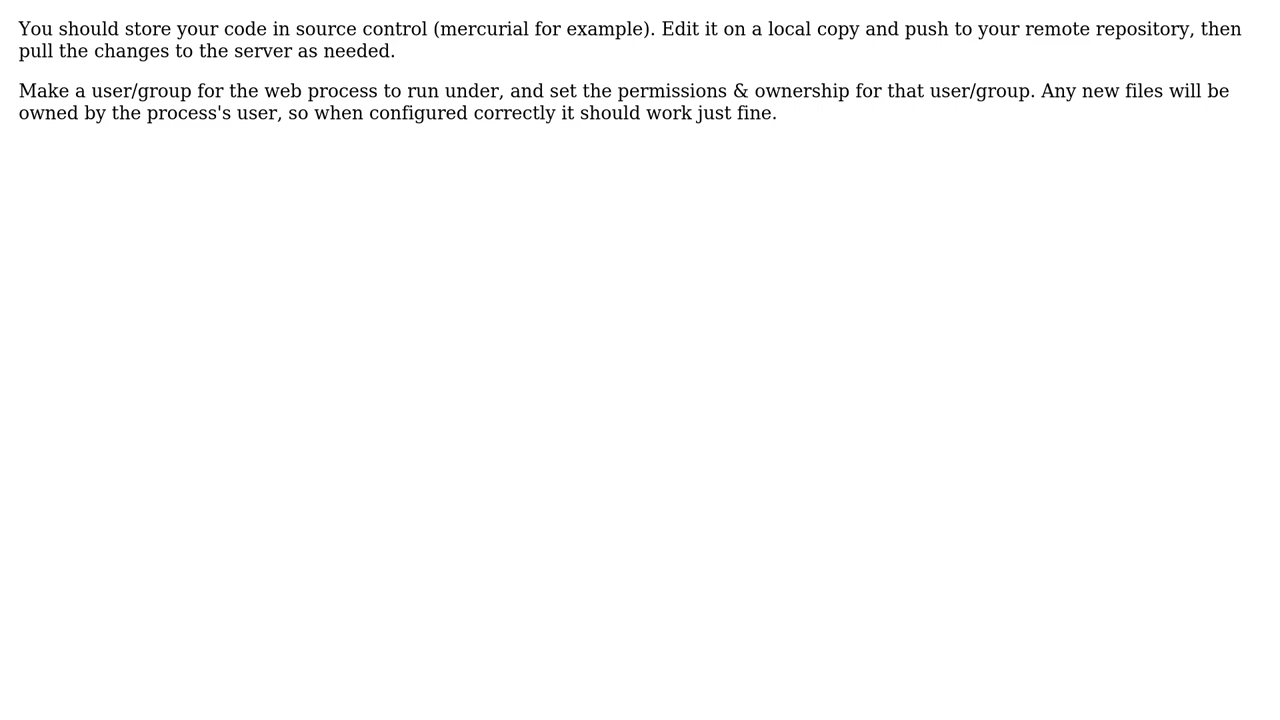 You should store your code in source control (mercurial for example). Edit it on a local copy and push to your remote repository, then
pull the changes to the server as needed.
Make a user/group for the web process to run under, and set the permissions & ownership for that user/group. Any new files will be
owned by the process's user, so when configured correctly it should work just fine.